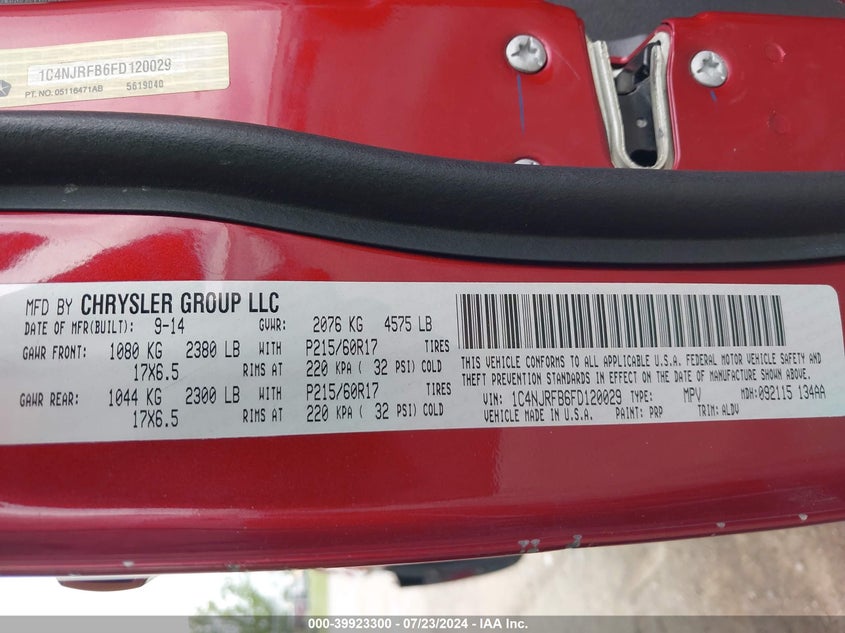 1C4NJRFB6FD120029
PT. NO. 05116471AB 5619040
MFD BY CHRYSLER GROUP LLC
DATE OF MFR(BUILT): 9-14 GVWR: 2076 KG 4575 LB
GAWR FRONT: 1080 KG 2380 LB WITH P215/60R17 TIRES
17X6.5 RIMS AT 220 KPA ( 32 PSI) COLD
GAWR REAR: 1044 KG 2300 LB WITH P215/60R17 TIRES
17X6.5 RIMS AT 220 KPA ( 32 PSI) COLD
THIS VEHICLE CONFORMS TO ALL APPLICABLE U.S.A. FEDERAL MOTOR VEHICLE SAFETY AND
THEFT PREVENTION STANDARDS IN EFFECT ON THE DATE OF MANUFACTURE SHOWN ABOVE.
VIN: 1C4NJRFB6FD120029 TYPE: MPV MDH: 092115 134AA
VEHICLE MADE IN U.S.A. PAINT: PRP TRIM: ALDV
000-39923300 - 07/23/2024 - IAA Inc.